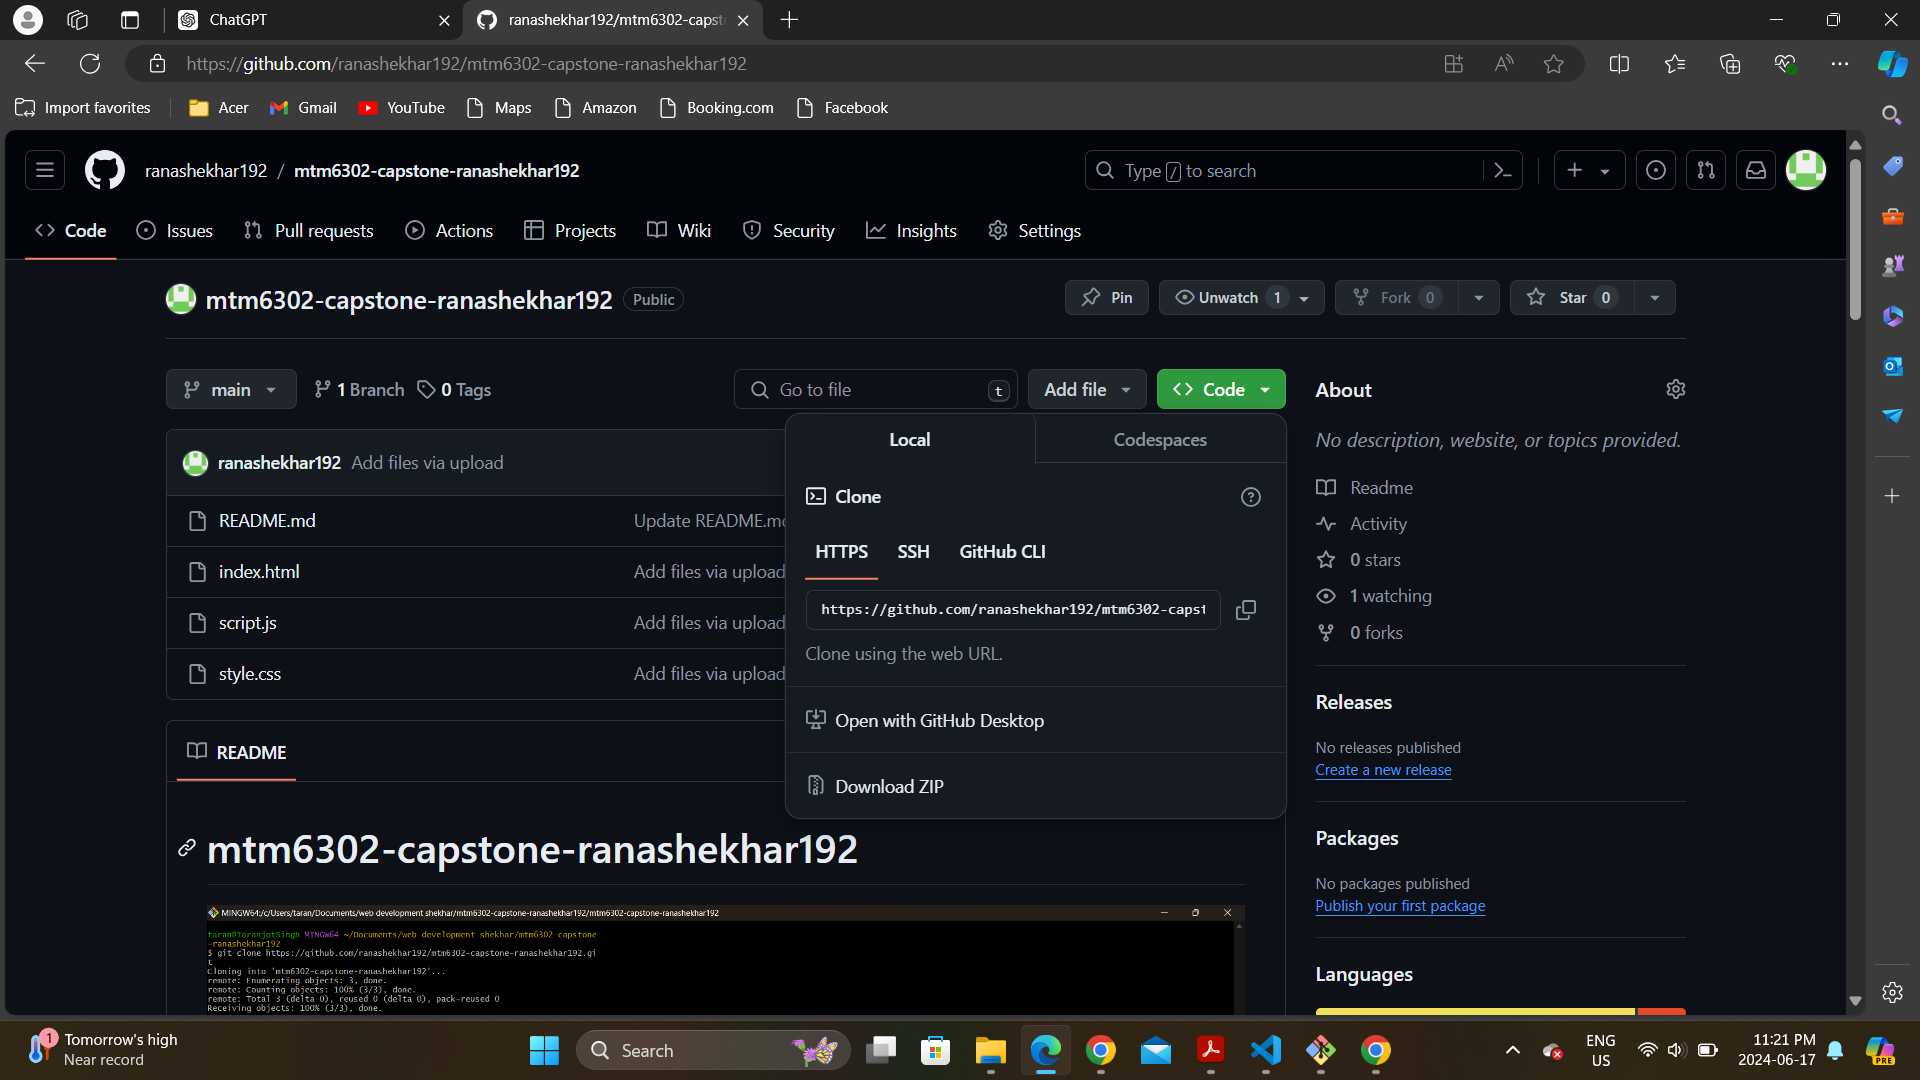 ChatGPT
ranashekhar192/mtm6302-capst
https://github.com/ranashekhar192/mtm6302-capstone-ranashekhar192
Import favorites Acer Gmail YouTube Maps Amazon Booking.com Facebook
ranashekhar192 / mtm6302-capstone-ranashekhar192 Type / to search
Code Issues Pull requests Actions Projects Wiki Security Insights Settings
mtm6302-capstone-ranashekhar192 Public Pin Unwatch 1 Fork 0 Star 0
main 1 Branch 0 Tags Go to file t Add file Code About
Local Codespaces
No description, website, or topics provided.
ranashekhar192 Add files via upload
Clone
Readme
README.md Update README.md
Activity
HTTPS SSH GitHub CLI
0 stars
index.html Add files via upload
1 watching
https://github.com/ranashekhar192/mtm6302-capst
script.js Add files via upload
0 forks
Clone using the web URL.
style.css Add files via upload
Releases
Open with GitHub Desktop
README
No releases published
Create a new release
Download ZIP
Packages
mtm6302-capstone-ranashekhar192
No packages published
Publish your first package
MINGW64:/c/Users/taran/Documents/web development shekhar/mtm6302-capstone-ranashekhar192/mtm6302-capstone-ranashekhar192
taran@TaranjotSingh MINGW64 ~/Documents/web development shekhar/mtm6302-capstone
-ranashekhar192
$ git clone https://github.com/ranashekhar192/mtm6302-capstone-ranashekhar192.gi
t
Cloning into 'mtm6302-capstone-ranashekhar192'...
remote: Enumerating objects: 3, done.
remote: Counting objects: 100% (3/3), done.
remote: Total 3 (delta 0), reused 0 (delta 0), pack-reused 0
Receiving objects: 100% (3/3), done.
Languages
1 Tomorrow's high
Near record
Search
ENG
US
11:21 PM
2024-06-17
PRE